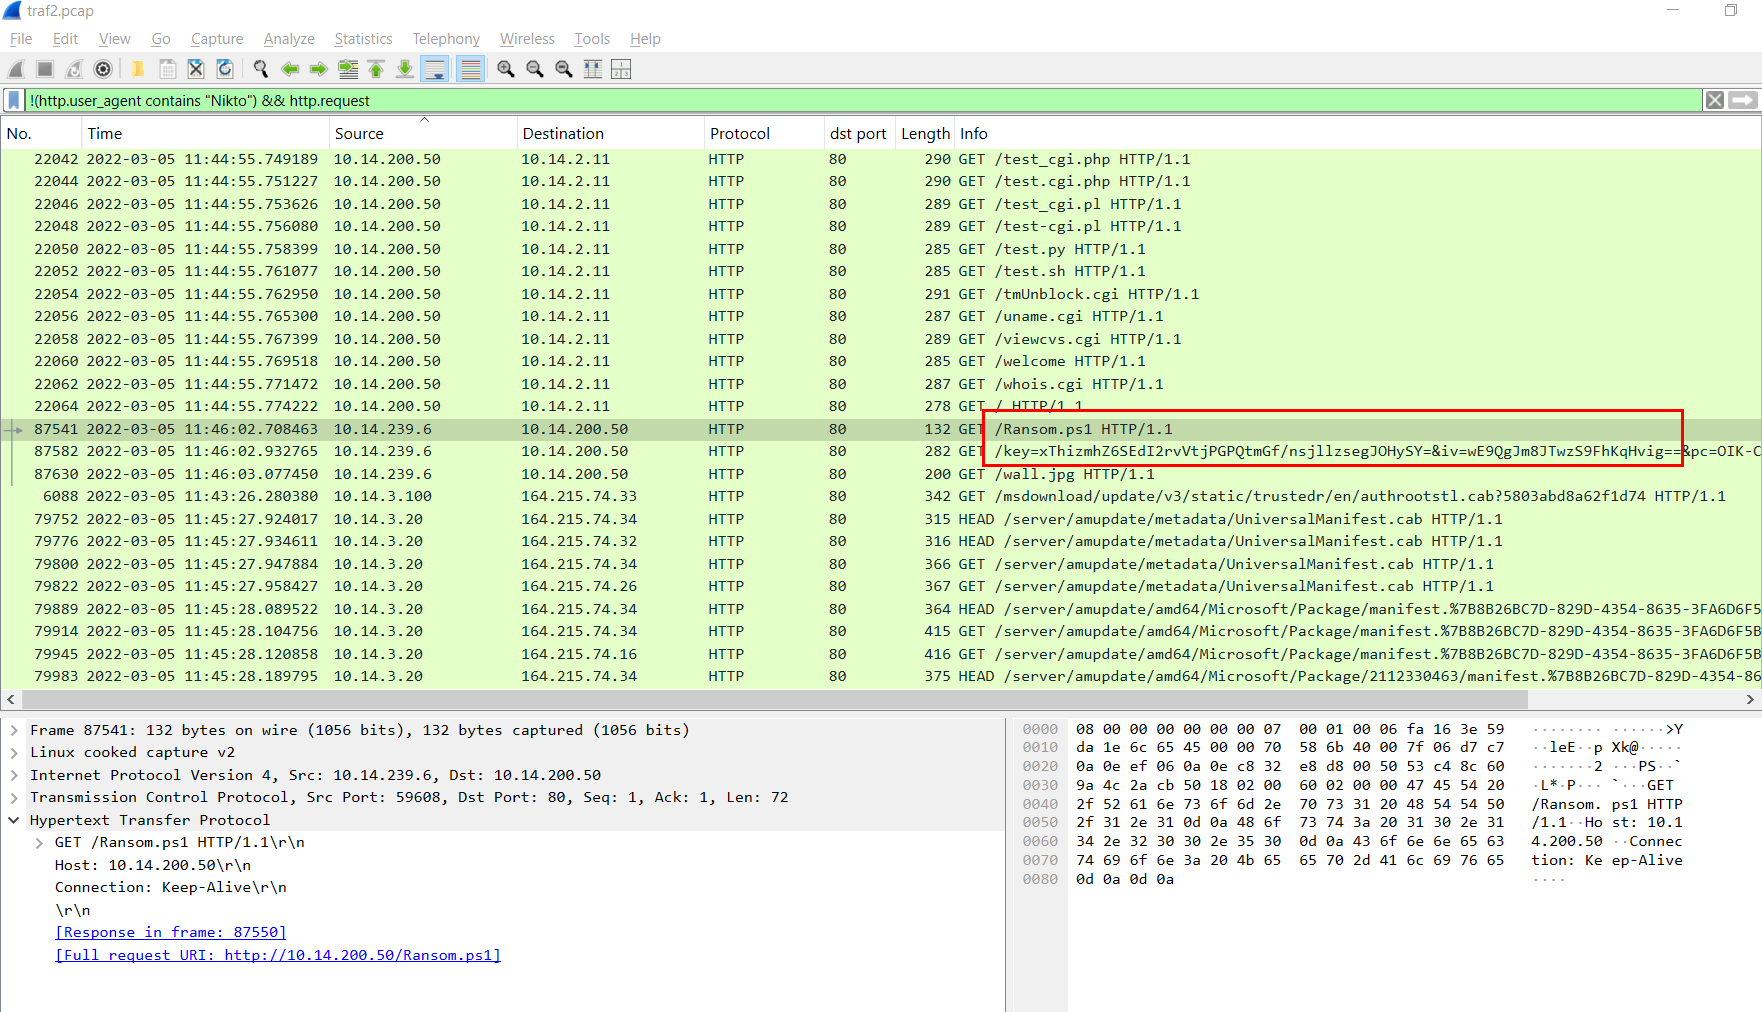 traf2.pcap
File Edit View Go Capture Analyze Statistics Telephony Wireless Tools Help
!(http.user_agent contains "Nikto") && http.request
No. Time Source Destination Protocol dst port Length Info
22042 2022-03-05 11:44:55.749189 10.14.200.50 10.14.2.11 HTTP 80 290 GET /test_cgi.php HTTP/1.1
22044 2022-03-05 11:44:55.751227 10.14.200.50 10.14.2.11 HTTP 80 290 GET /test.cgi.php HTTP/1.1
22046 2022-03-05 11:44:55.753626 10.14.200.50 10.14.2.11 HTTP 80 289 GET /test_cgi.pl HTTP/1.1
22048 2022-03-05 11:44:55.756080 10.14.200.50 10.14.2.11 HTTP 80 289 GET /test-cgi.pl HTTP/1.1
22050 2022-03-05 11:44:55.758399 10.14.200.50 10.14.2.11 HTTP 80 285 GET /test.py HTTP/1.1
22052 2022-03-05 11:44:55.761077 10.14.200.50 10.14.2.11 HTTP 80 285 GET /test.sh HTTP/1.1
22054 2022-03-05 11:44:55.762950 10.14.200.50 10.14.2.11 HTTP 80 291 GET /tmUnblock.cgi HTTP/1.1
22056 2022-03-05 11:44:55.765300 10.14.200.50 10.14.2.11 HTTP 80 287 GET /uname.cgi HTTP/1.1
22058 2022-03-05 11:44:55.767399 10.14.200.50 10.14.2.11 HTTP 80 289 GET /viewcvs.cgi HTTP/1.1
22060 2022-03-05 11:44:55.769518 10.14.200.50 10.14.2.11 HTTP 80 285 GET /welcome HTTP/1.1
22062 2022-03-05 11:44:55.771472 10.14.200.50 10.14.2.11 HTTP 80 287 GET /whois.cgi HTTP/1.1
22064 2022-03-05 11:44:55.774222 10.14.200.50 10.14.2.11 HTTP 80 278 GET / HTTP/1.1
87541 2022-03-05 11:46:02.708463 10.14.239.6 10.14.200.50 HTTP 80 132 GET /Ransom.ps1 HTTP/1.1
87582 2022-03-05 11:46:02.932765 10.14.239.6 10.14.200.50 HTTP 80 282 GET /key=xThizmhZ6SEdI2rvVtjPGPQtmGf/nsjllzsegJOHySY=&iv=wE9QgJm8JTwzS9FhKqHvig==&pc=OIK-C
87630 2022-03-05 11:46:03.077450 10.14.239.6 10.14.200.50 HTTP 80 200 GET /wall.jpg HTTP/1.1
6088 2022-03-05 11:43:26.280380 10.14.3.100 164.215.74.33 HTTP 80 342 GET /msdownload/update/v3/static/trustedr/en/authrootstl.cab?5803abd8a62f1d74 HTTP/1.1
79752 2022-03-05 11:45:27.924017 10.14.3.20 164.215.74.34 HTTP 80 315 HEAD /server/amupdate/metadata/UniversalManifest.cab HTTP/1.1
79776 2022-03-05 11:45:27.934611 10.14.3.20 164.215.74.32 HTTP 80 316 HEAD /server/amupdate/metadata/UniversalManifest.cab HTTP/1.1
79800 2022-03-05 11:45:27.947884 10.14.3.20 164.215.74.34 HTTP 80 366 GET /server/amupdate/metadata/UniversalManifest.cab HTTP/1.1
79822 2022-03-05 11:45:27.958427 10.14.3.20 164.215.74.26 HTTP 80 367 GET /server/amupdate/metadata/UniversalManifest.cab HTTP/1.1
79889 2022-03-05 11:45:28.089522 10.14.3.20 164.215.74.34 HTTP 80 364 HEAD /server/amupdate/amd64/Microsoft/Package/manifest.%7B8B26BC7D-829D-4354-8635-3FA6D6F5
79914 2022-03-05 11:45:28.104756 10.14.3.20 164.215.74.34 HTTP 80 415 GET /server/amupdate/amd64/Microsoft/Package/manifest.%7B8B26BC7D-829D-4354-8635-3FA6D6F5B
79945 2022-03-05 11:45:28.120858 10.14.3.20 164.215.74.16 HTTP 80 416 GET /server/amupdate/amd64/Microsoft/Package/manifest.%7B8B26BC7D-829D-4354-8635-3FA6D6F5B
79983 2022-03-05 11:45:28.189795 10.14.3.20 164.215.74.34 HTTP 80 375 HEAD /server/amupdate/amd64/Microsoft/Package/2112330463/manifest.%7B8B26BC7D-829D-4354-86
Frame 87541: 132 bytes on wire (1056 bits), 132 bytes captured (1056 bits)
Linux cooked capture v2
Internet Protocol Version 4, Src: 10.14.239.6, Dst: 10.14.200.50
Transmission Control Protocol, Src Port: 59608, Dst Port: 80, Seq: 1, Ack: 1, Len: 72
Hypertext Transfer Protocol
GET /Ransom.ps1 HTTP/1.1\r\n
Host: 10.14.200.50\r\n
Connection: Keep-Alive\r\n
\r\n
[Response in frame: 87550]
[Full request URI: http://10.14.200.50/Ransom.ps1]
0000 08 00 00 00 00 00 00 07 00 01 00 06 fa 16 3e 59 ········ ······>Y
0010 da 1e 6c 65 45 00 00 70 58 6b 40 00 7f 06 d7 c7 ··leE··p Xk@·····
0020 0a 0e ef 06 0a 0e c8 32 e8 d8 00 50 53 c4 8c 60 ·······2 ···PS··`
0030 9a 4c 2a cb 50 18 02 00 60 02 00 00 47 45 54 20 ·L*·P··· `···GET
0040 2f 52 61 6e 73 6f 6d 2e 70 73 31 20 48 54 54 50 /Ransom. ps1 HTTP
0050 2f 31 2e 31 0d 0a 48 6f 73 74 3a 20 31 30 2e 31 /1.1··Ho st: 10.1
0060 34 2e 32 30 30 2e 35 30 0d 0a 43 6f 6e 6e 65 63 4.200.50 ··Connec
0070 74 69 6f 6e 3a 20 4b 65 65 70 2d 41 6c 69 76 65 tion: Ke ep-Alive
0080 0d 0a 0d 0a ····